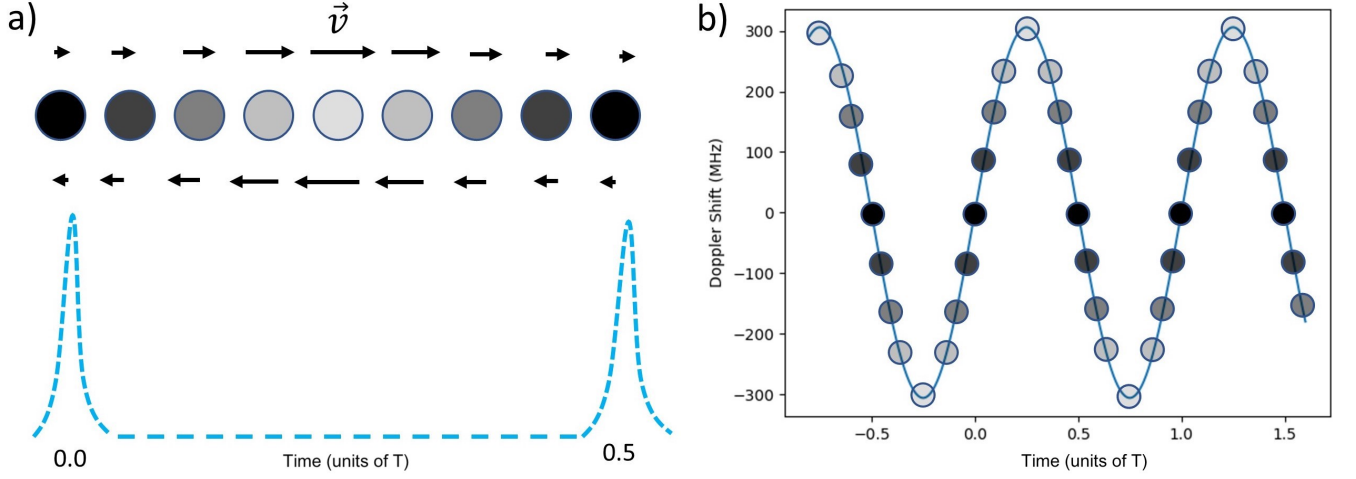 a)
v⃗
0.0
Time (units of T)
0.5
b)
Doppler Shift (MHz)
300
200
100
0
−100
−200
−300
−0.5
0.0
0.5
1.0
1.5
Time (units of T)